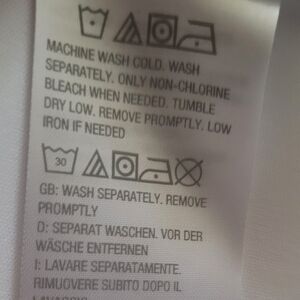 MACHINE WASH COLD. WASH
SEPARATELY. ONLY NON-CHLORINE
BLEACH WHEN NEEDED. TUMBLE
DRY LOW. REMOVE PROMPTLY. LOW
IRON IF NEEDED
30
GB: WASH SEPARATELY. REMOVE
PROMPTLY
D: SEPARAT WASCHEN. VOR DER
WÄSCHE ENTFERNEN
I: LAVARE SEPARATAMENTE.
RIMUOVERE SUBITO DOPO IL
LAVAGGIO